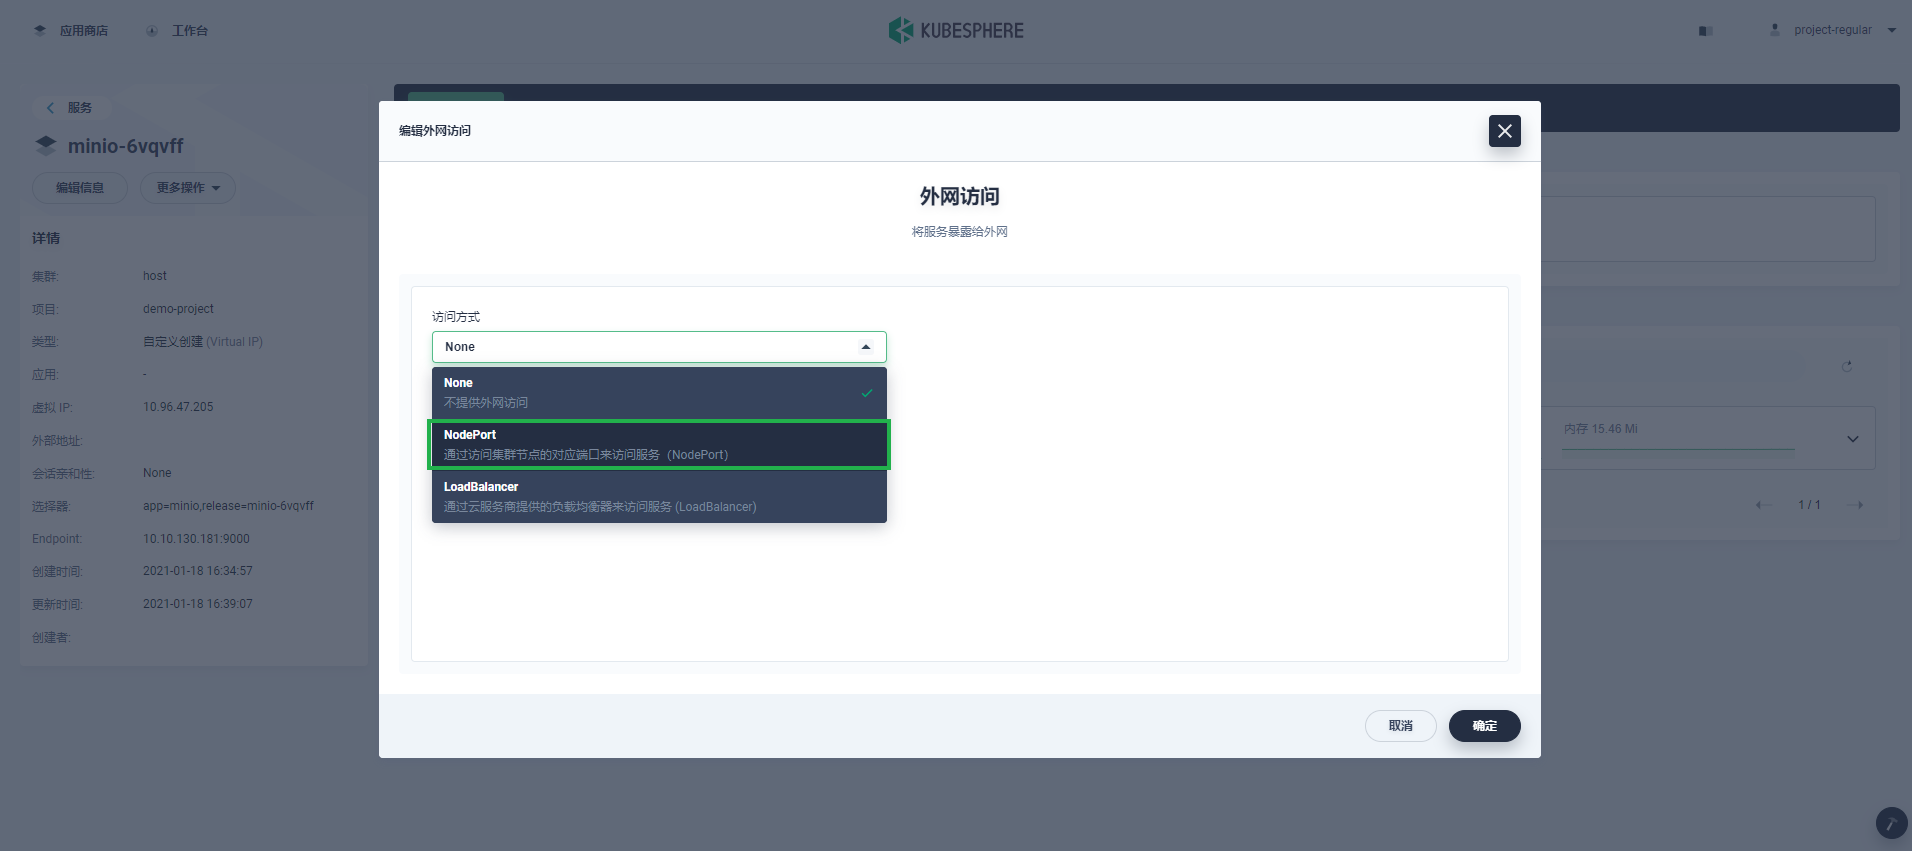 应用商店
工作台
KUBESPHERE
project-regular
服务
minio-6vqvff
编辑信息
更多操作
详情
集群:
host
项目:
demo-project
类型:
自定义创建 (Virtual IP)
应用:
-
虚拟 IP:
10.96.47.205
外部地址:
会话亲和性:
None
选择器:
app=minio,release=minio-6vqvff
Endpoint:
10.10.130.181:9000
创建时间:
2021-01-18 16:34:57
更新时间:
2021-01-18 16:39:07
创建者:
编辑外网访问
外网访问
将服务暴露给外网
访问方式
None
None
不提供外网访问
NodePort
通过访问集群节点的对应端口来访问服务（NodePort）
LoadBalancer
通过云服务商提供的负载均衡器来访问服务 (LoadBalancer)
取消
确定
内存 15.46 Mi
1 / 1